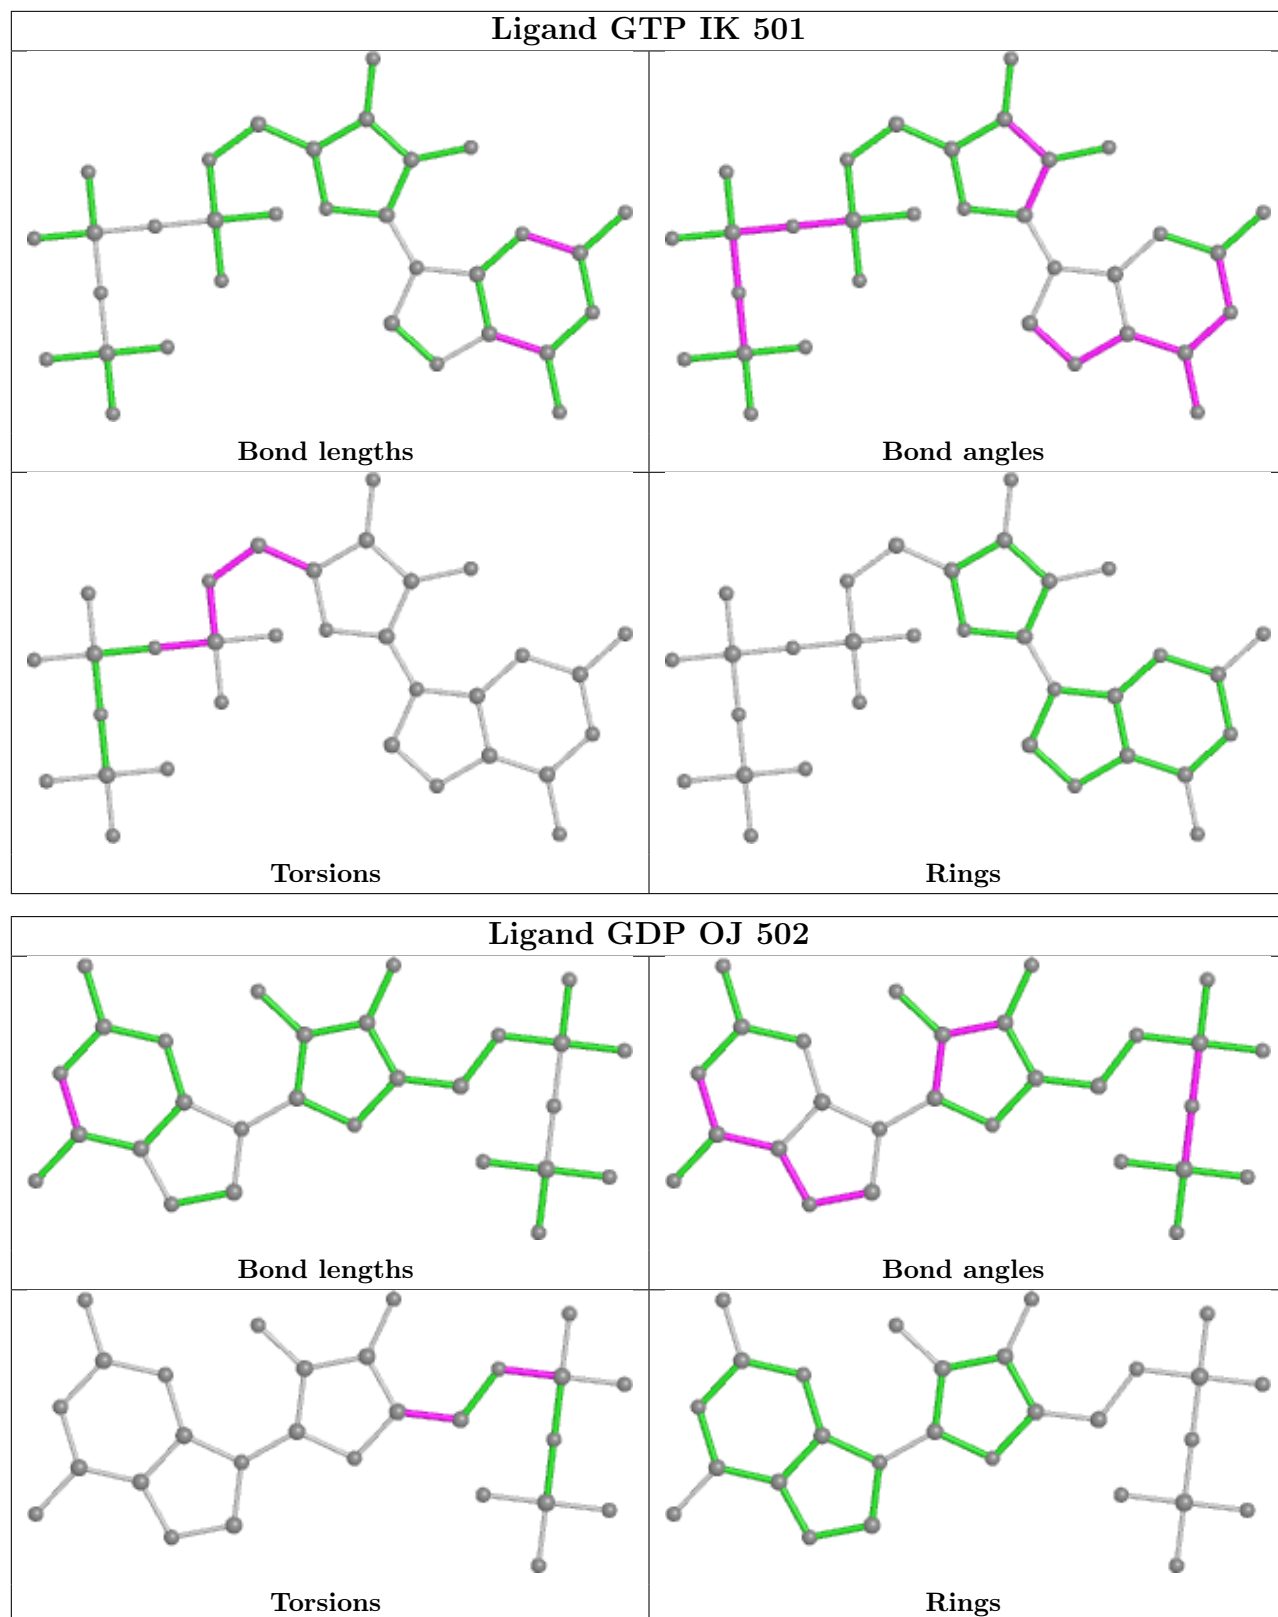 Ligand GTP IK 501
Bond lengths
Bond angles
Torsions
Rings
Ligand GDP OJ 502
Bond lengths
Bond angles
Torsions
Rings